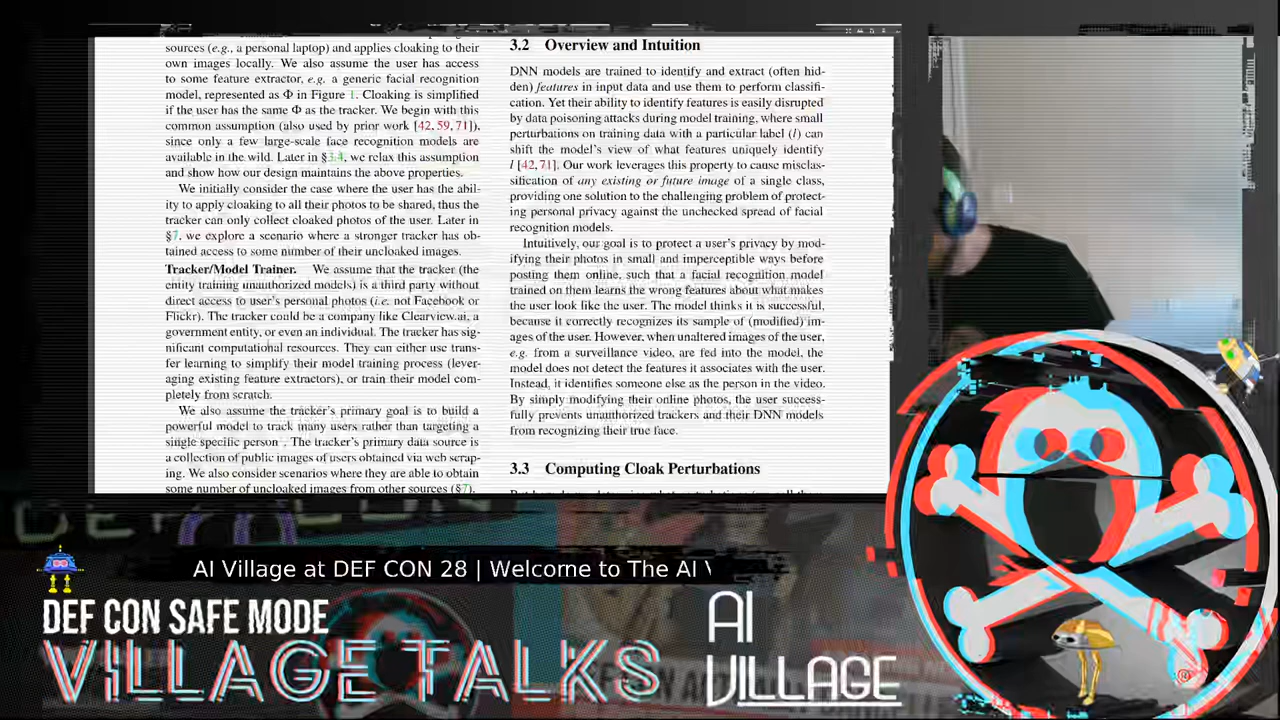 sources (e.g., a personal laptop) and applies cloaking to their
own images locally. We also assume the user has access
to some feature extractor, e.g. a generic facial recognition
model, represented as Φ in Figure 1. Cloaking is simplified
if the user has the same Φ as the tracker. We begin with this
common assumption (also used by prior work [42, 59, 71]),
since only a few large-scale face recognition models are
available in the wild. Later in §3.4, we relax this assumption
and show how our design maintains the above properties.
We initially consider the case where the user has the abil-
ity to apply cloaking to all their photos to be shared, thus the
tracker can only collect cloaked photos of the user. Later in
§7, we explore a scenario where a stronger tracker has ob-
tained access to some number of their uncloaked images.
Tracker/Model Trainer. We assume that the tracker (the
entity training unauthorized models) is a third party without
direct access to user's personal photos (i.e. not Facebook or
Flickr). The tracker could be a company like Clearview.ai, a
government entity, or even an individual. The tracker has sig-
nificant computational resources. They can either use trans-
fer learning to simplify their model training process (lever-
aging existing feature extractors), or train their model com-
pletely from scratch.
We also assume the tracker's primary goal is to build a
powerful model to track many users rather than targeting a
single specific person . The tracker's primary data source is
a collection of public images of users obtained via web scrap-
ing. We also consider scenarios where they are able to obtain
some number of uncloaked images from other sources (§7).
3.2 Overview and Intuition
DNN models are trained to identify and extract (often hid-
den) features in input data and use them to perform classifi-
cation. Yet their ability to identify features is easily disrupted
by data poisoning attacks during model training, where small
perturbations on training data with a particular label (l) can
shift the model's view of what features uniquely identify
l [42, 71]. Our work leverages this property to cause misclas-
sification of any existing or future image of a single class,
providing one solution to the challenging problem of protect-
ing personal privacy against the unchecked spread of facial
recognition models.
Intuitively, our goal is to protect a user's privacy by mod-
ifying their photos in small and imperceptible ways before
posting them online, such that a facial recognition model
trained on them learns the wrong features about what makes
the user look like the user. The model thinks it is successful,
because it correctly recognizes its sample of (modified) im-
ages of the user. However, when unaltered images of the user,
e.g. from a surveillance video, are fed into the model, the
model does not detect the features it associates with the user.
Instead, it identifies someone else as the person in the video.
By simply modifying their online photos, the user success-
fully prevents unauthorized trackers and their DNN models
from recognizing their true face.
3.3 Computing Cloak Perturbations
AI Village at DEF CON 28 | Welcome to The AI
DEF CON SAFE MODE
VILLAGE TALKS
AI
VILLAGE